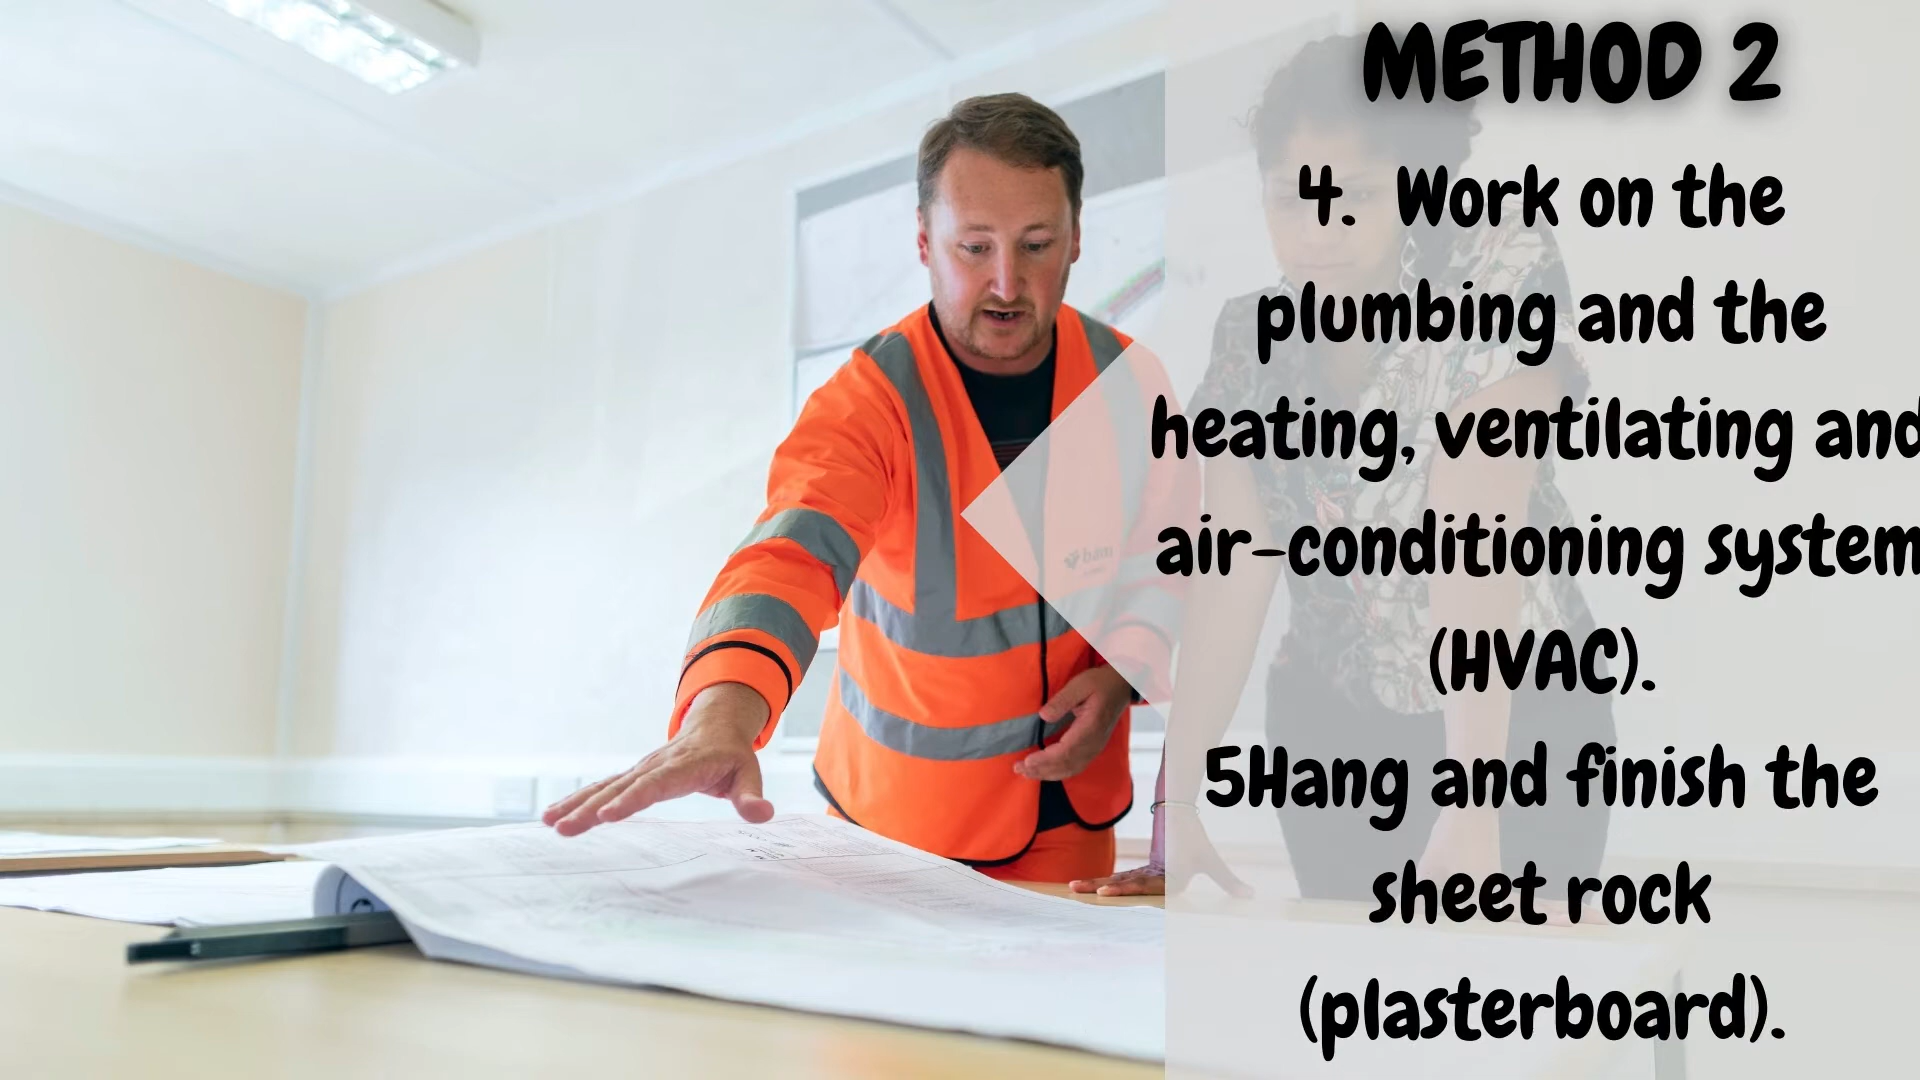 METHOD 2
4. Work on the
plumbing and the
heating, ventilating and
air-conditioning system
(HVAC).
5Hang and finish the
sheet rock
(plasterboard).